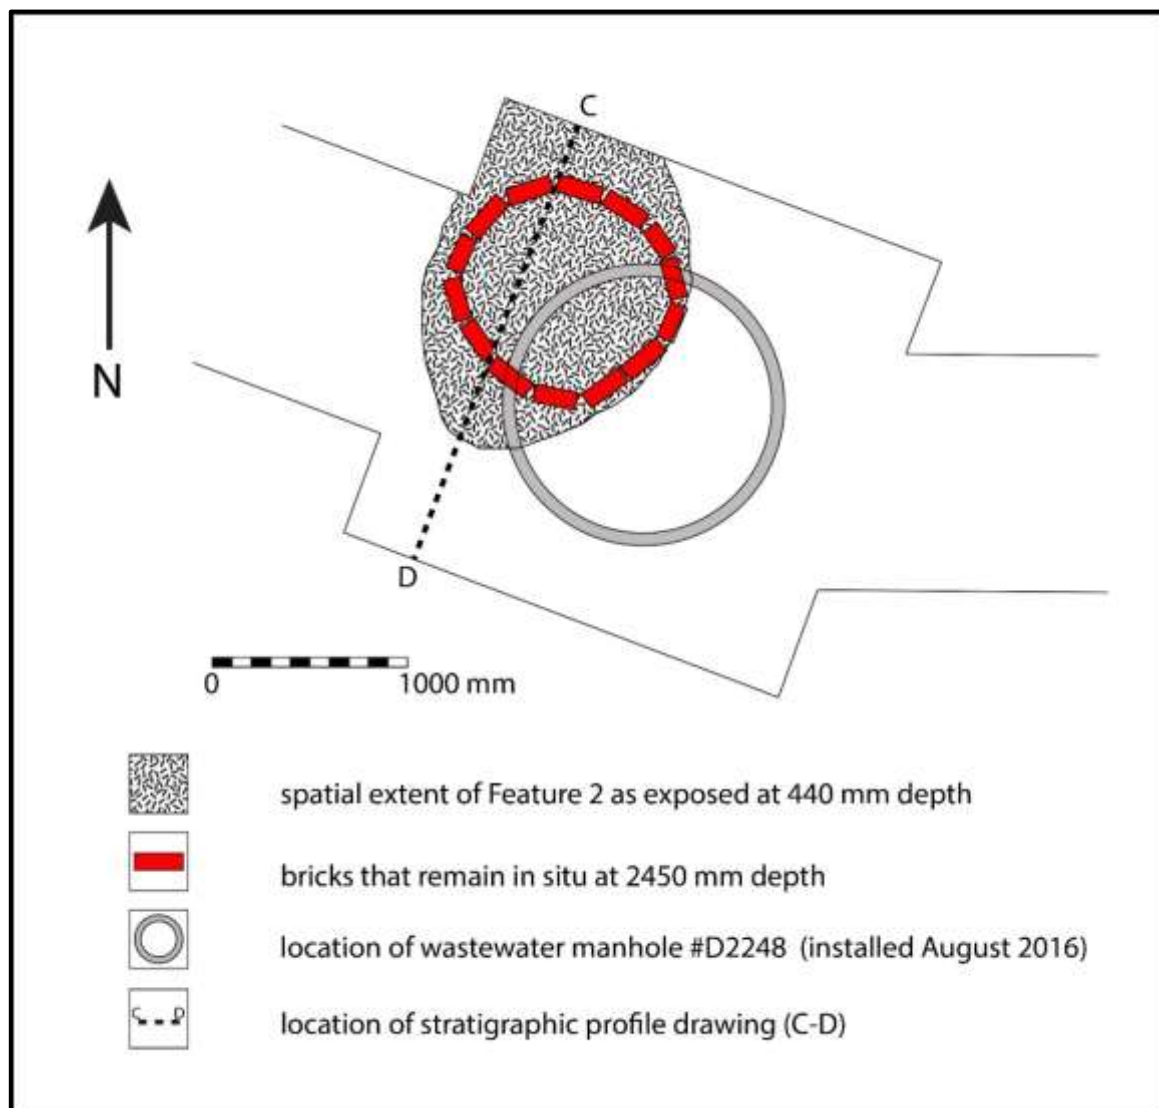 C
N
D
0 1000 mm
spatial extent of Feature 2 as exposed at 440 mm depth
bricks that remain in situ at 2450 mm depth
location of wastewater manhole #D2248 (installed August 2016)
C D
location of stratigraphic profile drawing (C-D)